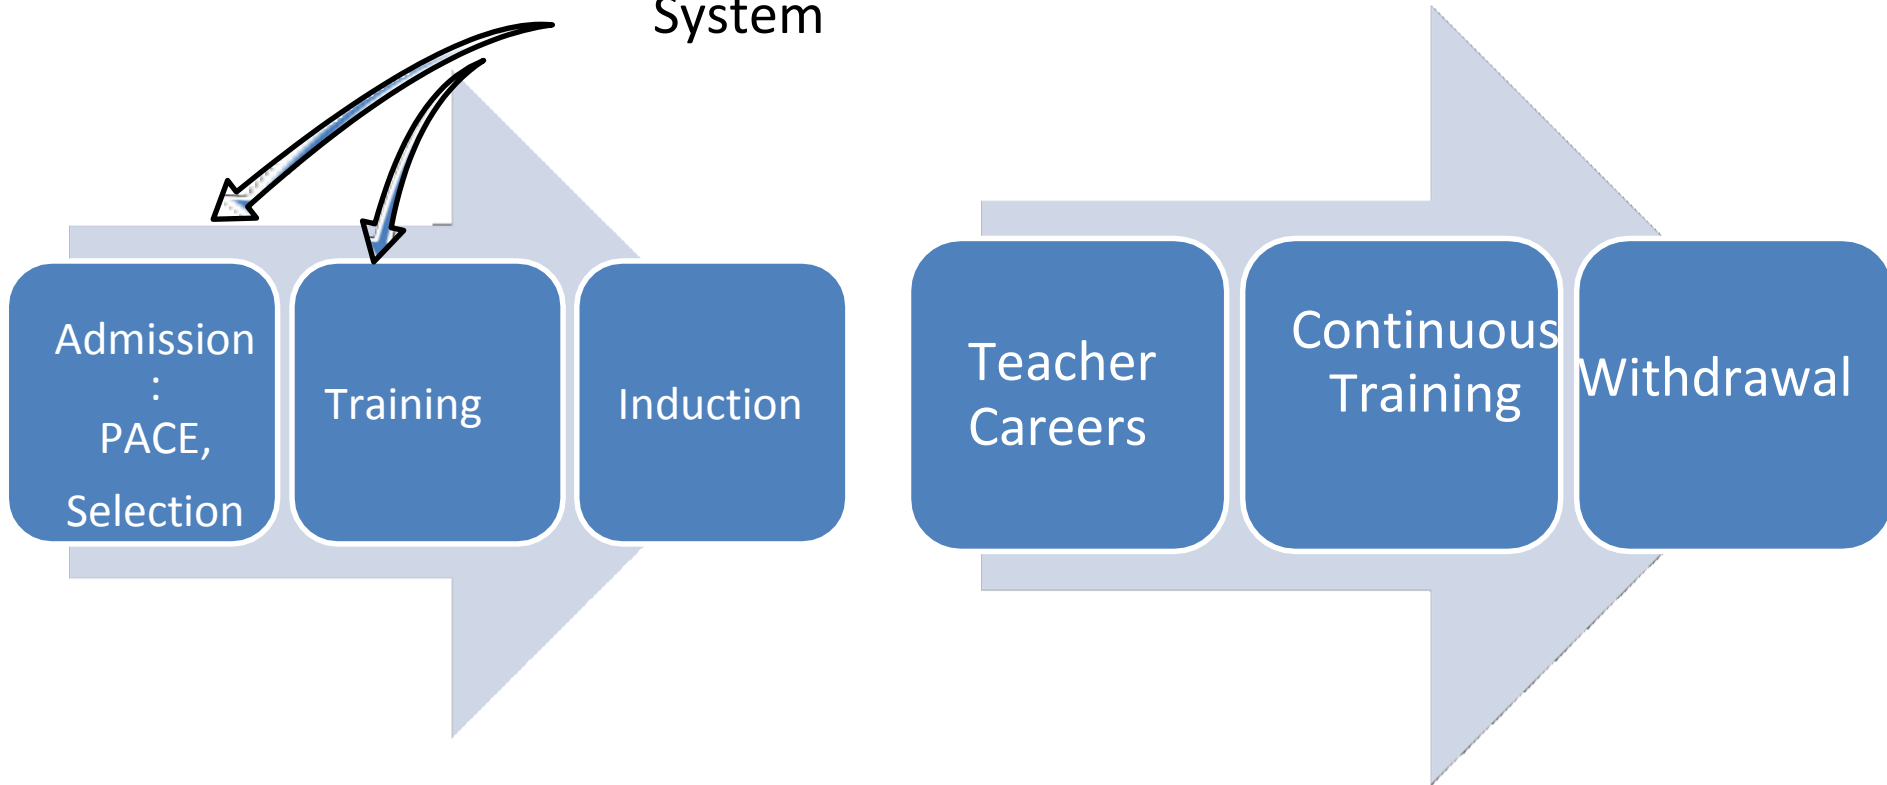 System
Admission
:
PACE,
Selection
Training
Induction
Teacher
Careers
Continuous
Training
Withdrawal